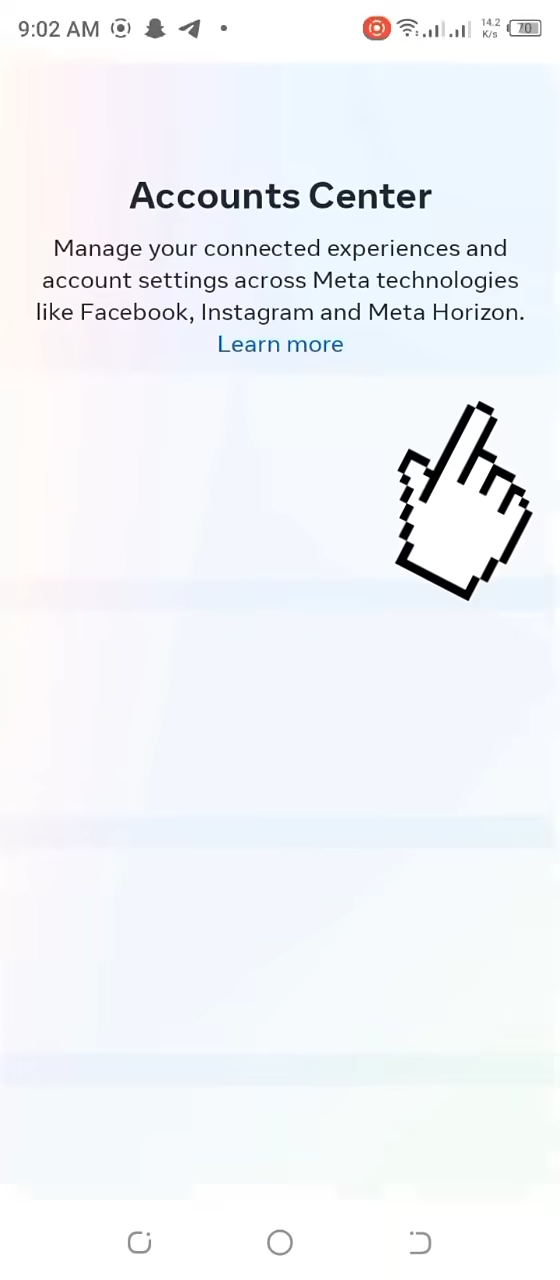 9:02 AM
14.2
K/s
70
Accounts Center
Manage your connected experiences and
account settings across Meta technologies
like Facebook, Instagram and Meta Horizon.
Learn more